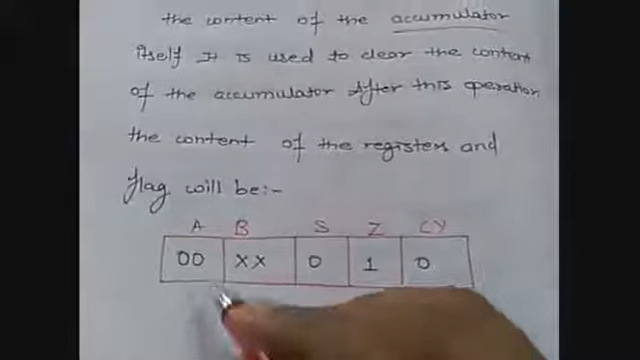 the content of the accumulator
itself It is used to clear the content
of the accumulator After this operation
the content of the registers and
flag will be:-
A B S Z CY
00 XX 0 1 0